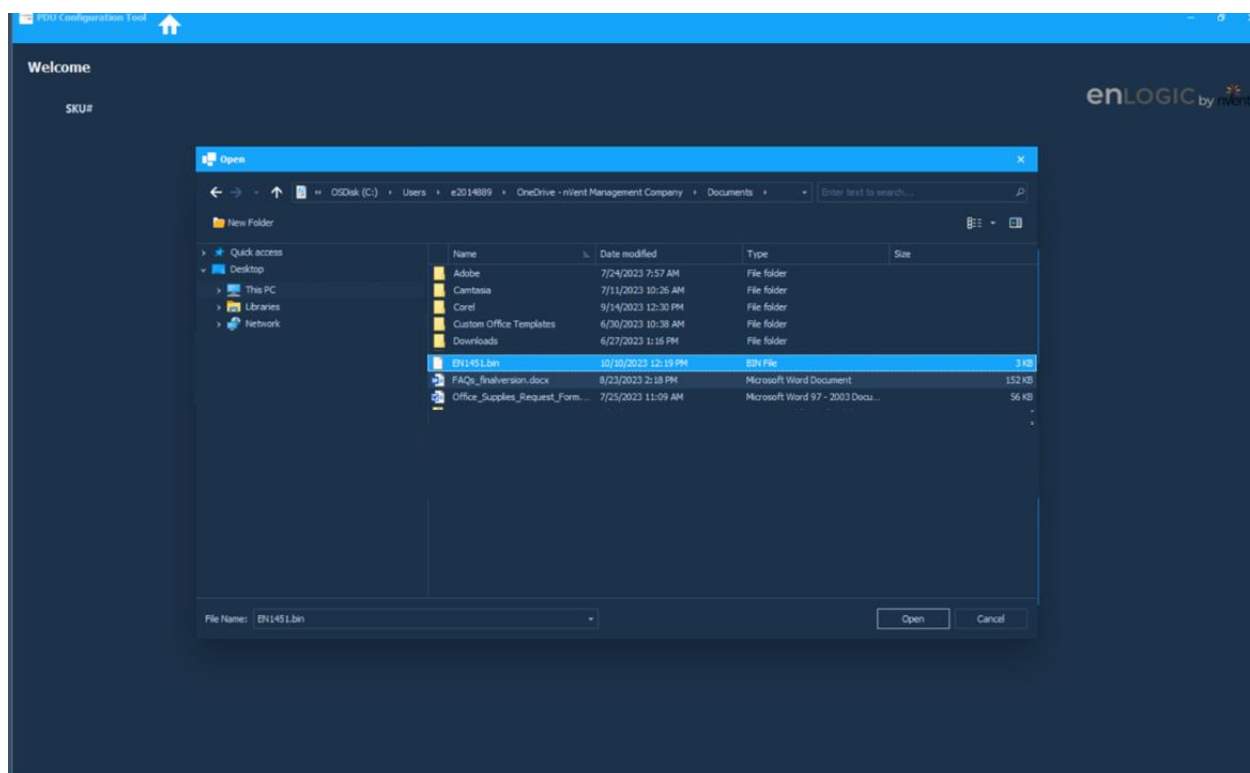 PDU Configuration Tool
Welcome
SKU#
enLOGIC by nVent
Open
OSDisk (C:) Users e2014889 OneDrive - nVent Management Company Documents Enter text to search...
New Folder
Quick access
Desktop
This PC
Libraries
Network
Name Date modified Type Size
Adobe 7/24/2023 7:57 AM File folder
Camtasia 7/11/2023 10:26 AM File folder
Corel 9/14/2023 12:30 PM File folder
Custom Office Templates 6/30/2023 10:38 AM File folder
Downloads 6/27/2023 1:16 PM File folder
EN1451.bin 10/10/2023 12:19 PM BIN File 3 KB
FAQs_finalversion.docx 8/23/2023 2:18 PM Microsoft Word Document 152 KB
Office_Supplies_Request_Form... 7/25/2023 11:09 AM Microsoft Word 97 - 2003 Docu... 56 KB
File Name: EN1451.bin Open Cancel